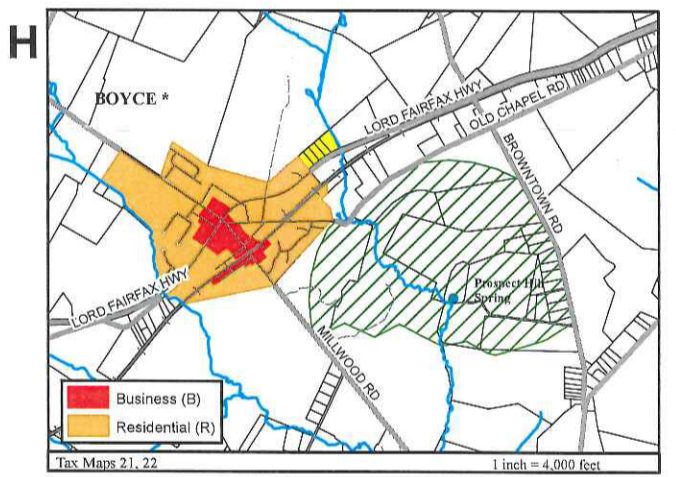 H
BOYCE *
LORD FAIRFAX HWY
OLD CHAPEL RD
BROWNTOWN RD
Prospect Hill
Spring
LORD FAIRFAX HWY
MILLWOOD RD
Business (B)
Residential (R)
Tax Maps 21, 22
1 inch = 4,000 feet